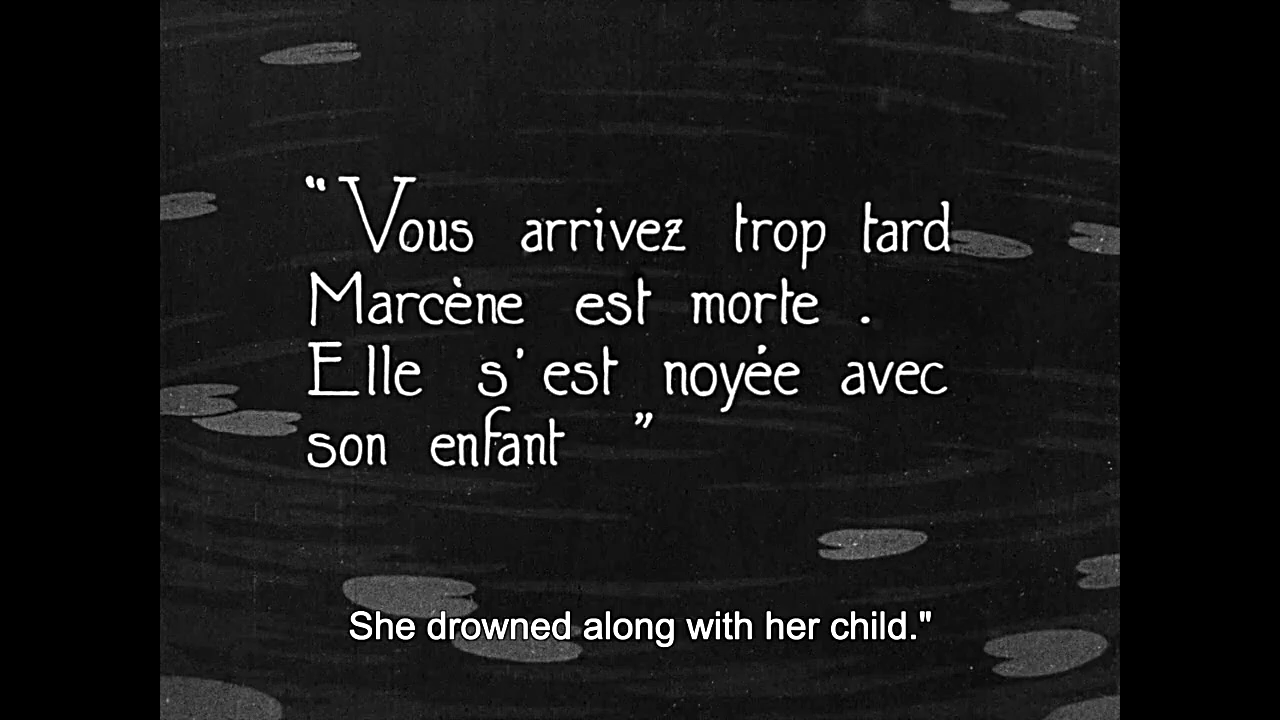 “Vous arrivez trop tard
Marcène est morte .
Elle s'est noyée avec
son enfant ”
She drowned along with her child."